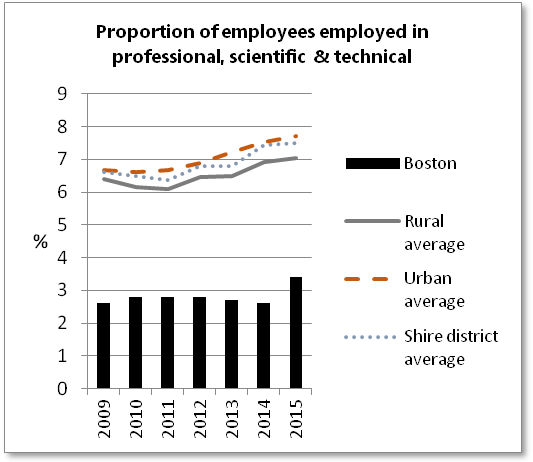 Proportion of employees employed in
professional, scientific & technical
9
8
7
6
5
4
3
2
1
0
%
2009
2010
2011
2012
2013
2014
2015
Boston
Rural
average
Urban
average
Shire district
average